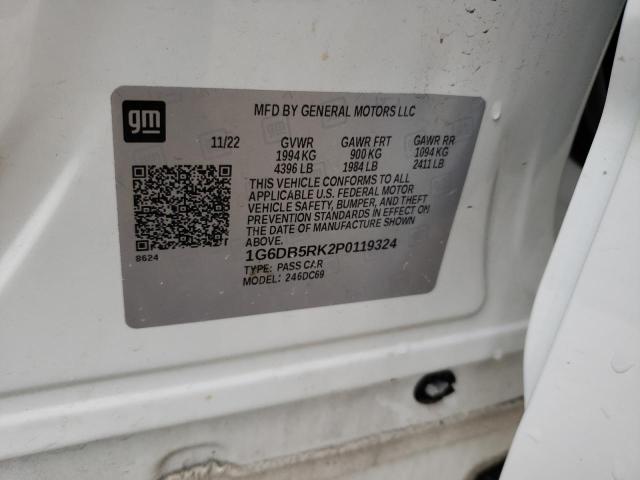 gm
MFD BY GENERAL MOTORS LLC
11/22 GVWR GAWR FRT GAWR RR
1994 KG 900 KG 1094 KG
4396 LB 1984 LB 2411 LB
THIS VEHICLE CONFORMS TO ALL
APPLICABLE U.S. FEDERAL MOTOR
VEHICLE SAFETY, BUMPER, AND THEFT
PREVENTION STANDARDS IN EFFECT ON
THE DATE OF MANUFACTURE SHOWN
ABOVE.
8624
1G6DB5RK2P0119324
TYPE: PASS CAR
MODEL: 246DC69